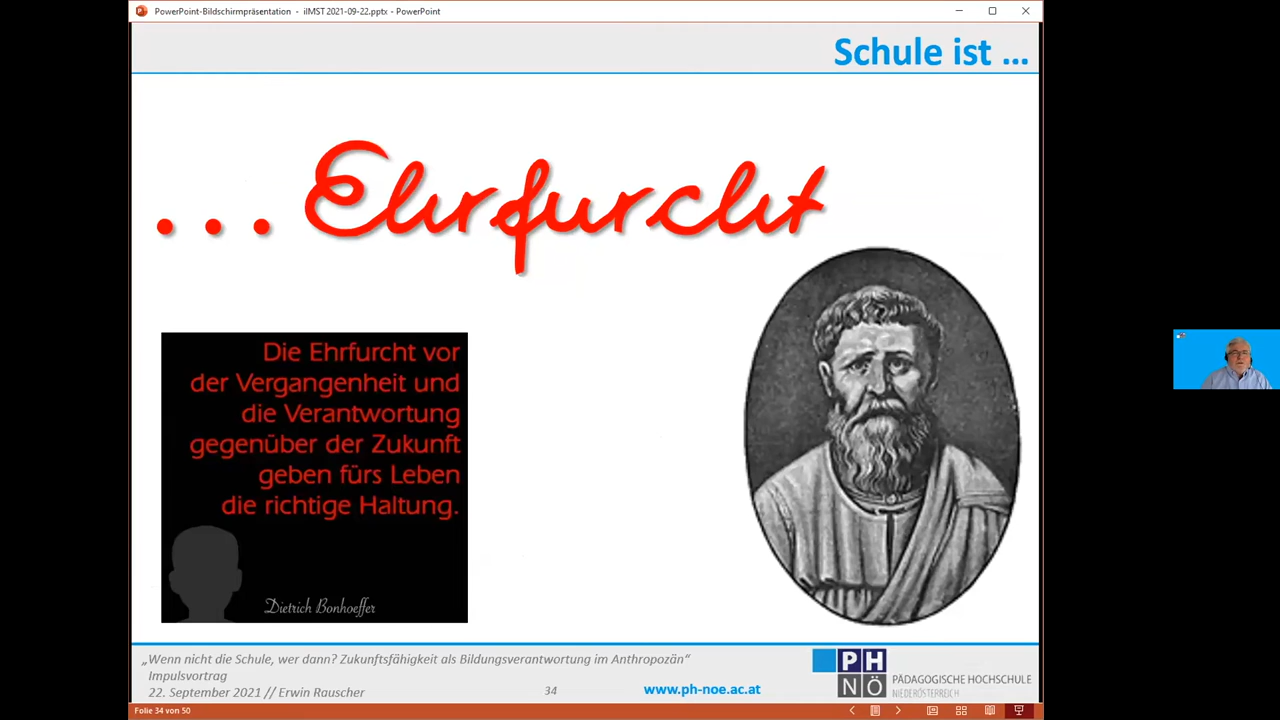 PowerPoint-Bildschirmpräsentation - iIMST 2021-09-22.pptx - PowerPoint
Schule ist ...
... Ehrfurcht
Die Ehrfurcht vor
der Vergangenheit und
die Verantwortung
gegenüber der Zukunft
geben fürs Leben
die richtige Haltung.
Dietrich Bonhoeffer
„Wenn nicht die Schule, wer dann? Zukunftsfähigkeit als Bildungsverantwortung im Anthropozän“
Impulsvortrag
22. September 2021 // Erwin Rauscher
34
www.ph-noe.ac.at
PH
NÖ
PÄDAGOGISCHE HOCHSCHULE
NIEDERÖSTERREICH
Folie 34 von 50